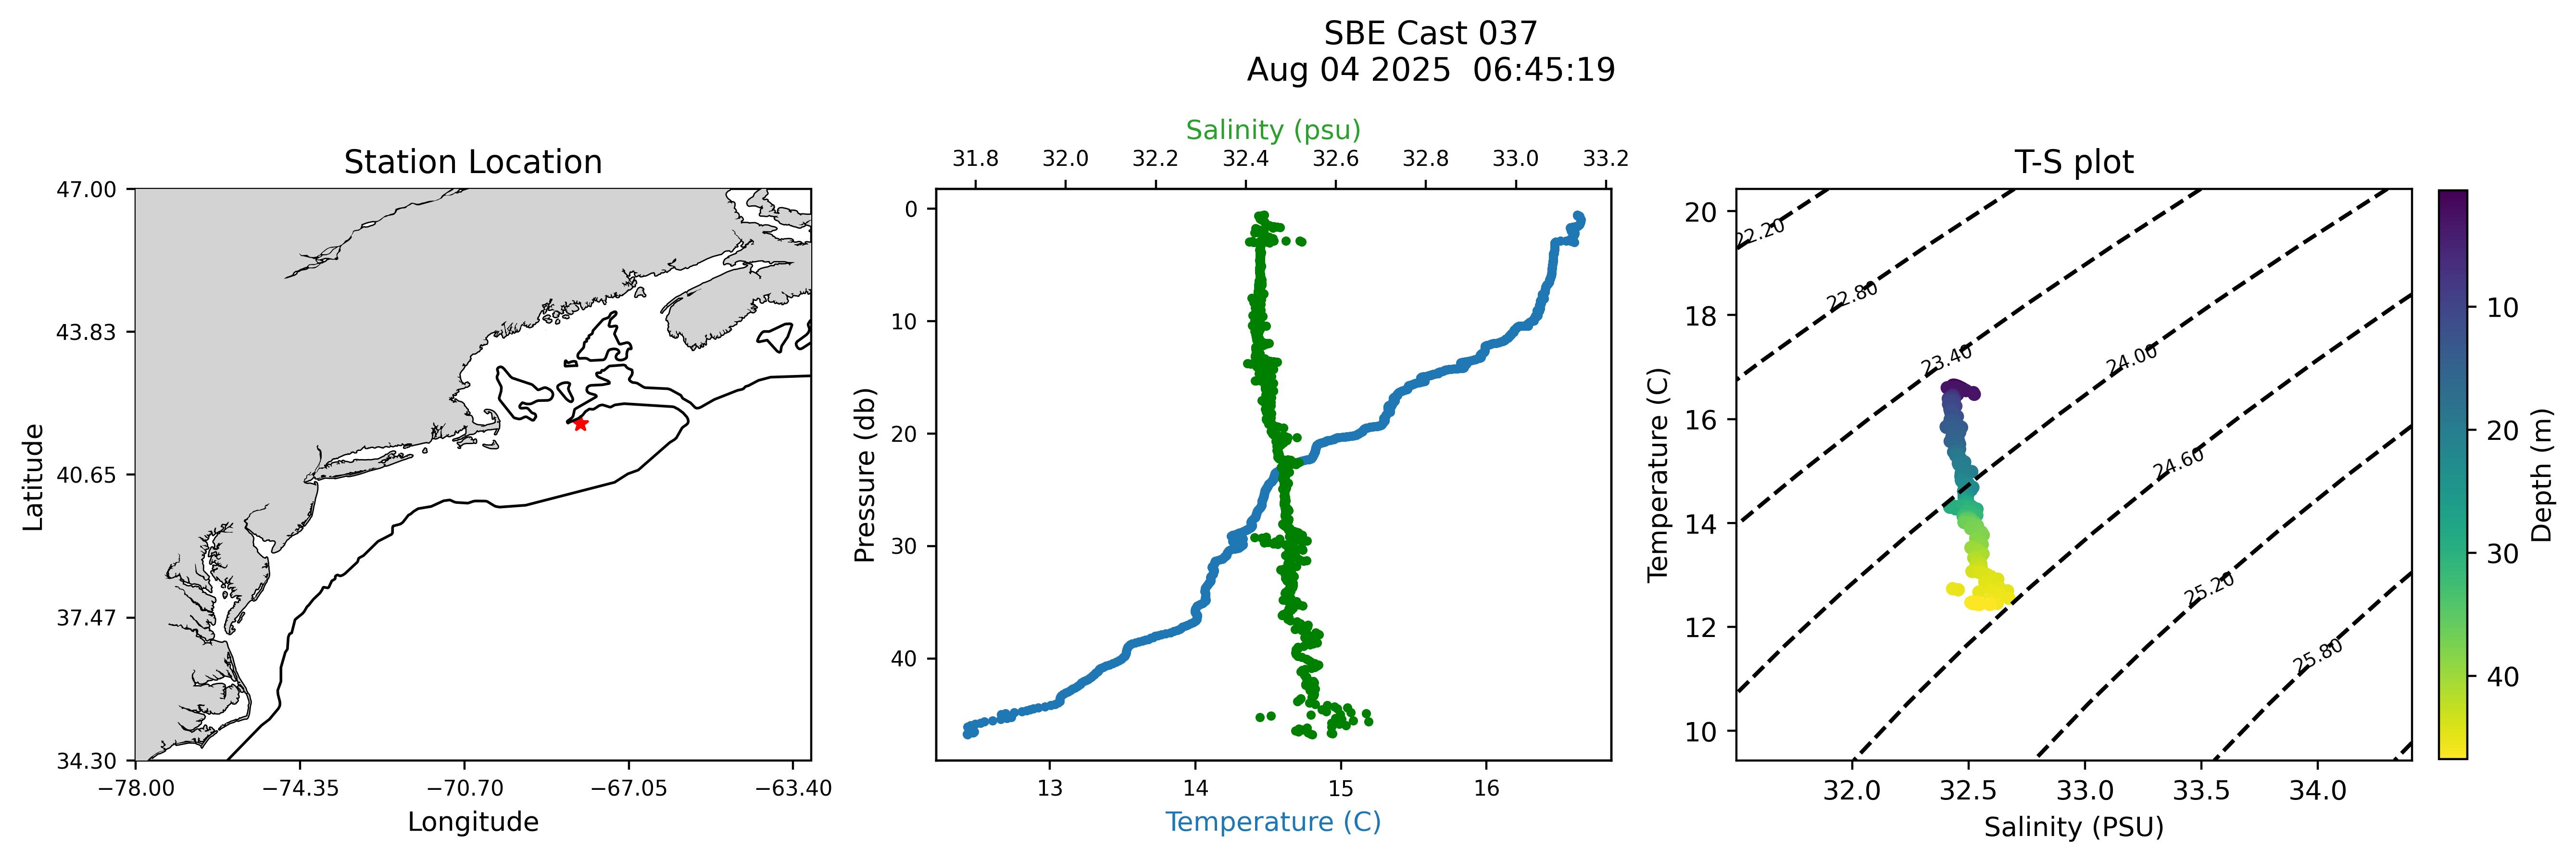 SBE Cast 037
Aug 04 2025  06:45:19
Station Location
47.00
43.83
40.65
37.47
34.30
Latitude
−78.00 −74.35 −70.70 −67.05 −63.40
Longitude
Salinity (psu)
31.8 32.0 32.2 32.4 32.6 32.8 33.0 33.2
0
10
20
30
40
Pressure (db)
13 14 15 16
Temperature (C)
T-S plot
20
18
16
14
12
10
Temperature (C)
22.20
22.80
23.40
24.00
24.60
25.20
25.80
32.0 32.5 33.0 33.5 34.0
Salinity (PSU)
10
20
30
40
Depth (m)